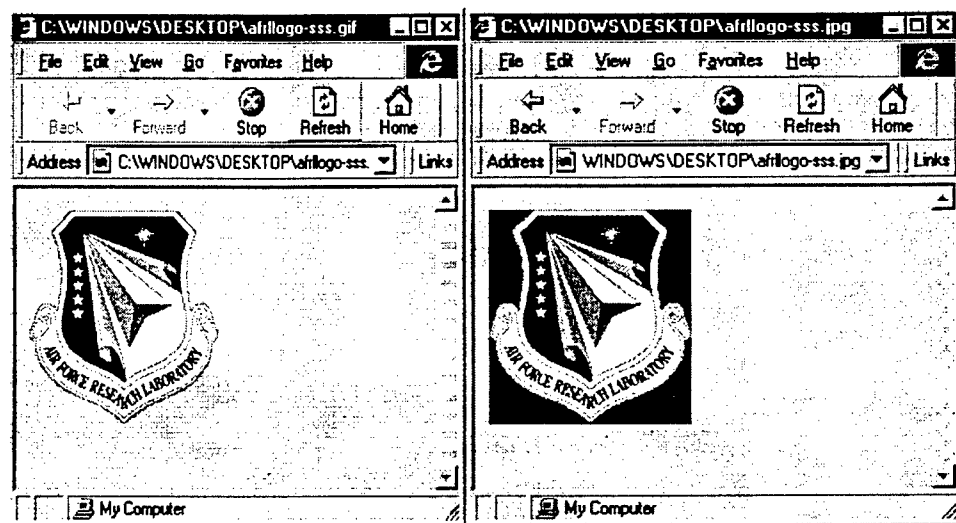 C:\WINDOWS\DESKTOP\afrllogo-sss.gif
File Edit View Go Favorites Help
Back Forward Stop Refresh Home
Address C:\WINDOWS\DESKTOP\afrllogo-sss. Links
AIR FORCE RESEARCH LABORATORY
My Computer
C:\WINDOWS\DESKTOP\afrllogo-sss.jpg
File Edit View Go Favorites Help
Back Forward Stop Refresh Home
Address WINDOWS\DESKTOP\afrllogo-sss.jpg Links
AIR FORCE RESEARCH LABORATORY
My Computer